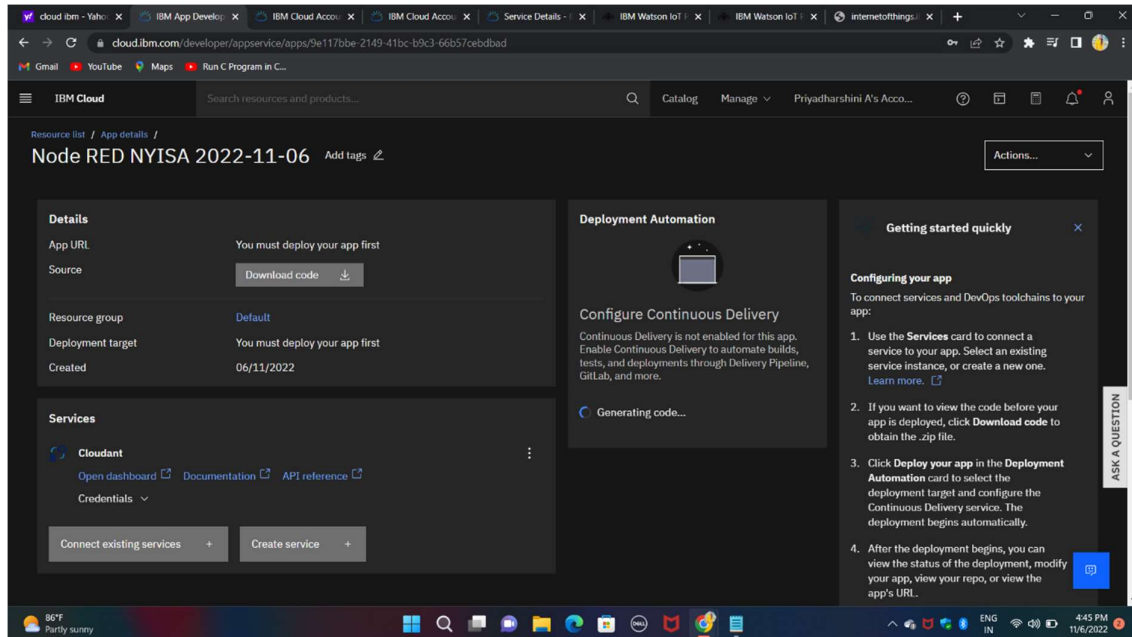 cloud ibm - Yaho
IBM App Develop
IBM Cloud Accou
IBM Cloud Accou
Service Details - I
IBM Watson IoT P
IBM Watson IoT P
internetofthings.i
cloud.ibm.com/developer/appservice/apps/9e117bbe-2149-41bc-b9c3-66b57cebdbad
Gmail YouTube Maps Run C Program in C...
IBM Cloud
Search resources and products...
Catalog Manage Priyadharshini A's Acco...
Resource list / App details /
Node RED NYISA 2022-11-06 Add tags
Actions...
Details
App URL You must deploy your app first
Source Download code
Resource group Default
Deployment target You must deploy your app first
Created 06/11/2022
Services
Cloudant
Open dashboard Documentation API reference
Credentials
Connect existing services + Create service +
Deployment Automation
Configure Continuous Delivery
Continuous Delivery is not enabled for this app.
Enable Continuous Delivery to automate builds,
tests, and deployments through Delivery Pipeline,
GitLab, and more.
Generating code...
Getting started quickly
Configuring your app
To connect services and DevOps toolchains to your
app:
1. Use the Services card to connect a
service to your app. Select an existing
service instance, or create a new one.
Learn more.
2. If you want to view the code before your
app is deployed, click Download code to
obtain the .zip file.
3. Click Deploy your app in the Deployment
Automation card to select the
deployment target and configure the
Continuous Delivery service. The
deployment begins automatically.
4. After the deployment begins, you can
view the status of the deployment, modify
your app, view your repo, or view the
app's URL.
ASK A QUESTION
86°F
Partly sunny
ENG
IN
4:45 PM
11/6/2022
2